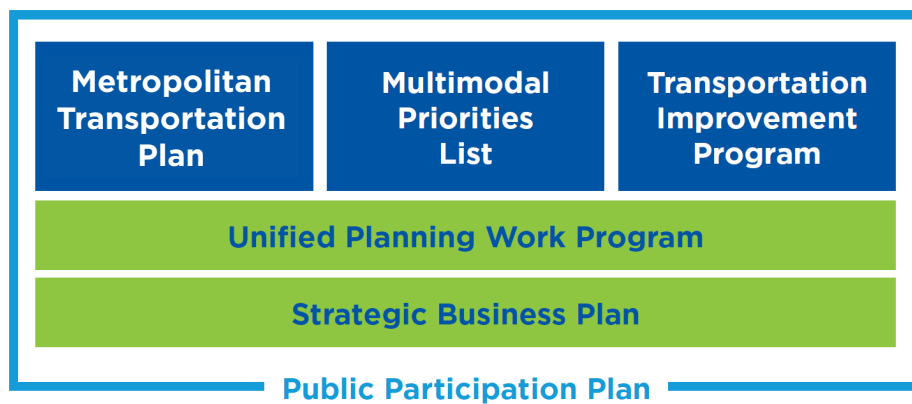 Metropolitan
Transportation
Plan
Multimodal
Priorities
List
Transportation
Improvement
Program
Unified Planning Work Program
Strategic Business Plan
Public Participation Plan